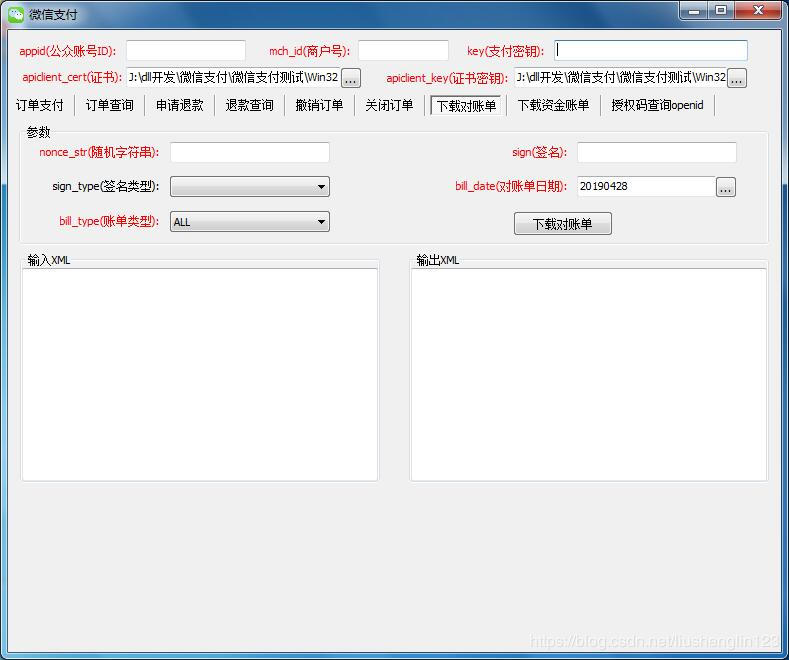 微信支付
appid(公众账号ID): mch_id(商户号): key(支付密钥):
apiclient_cert(证书): J:\dll开发\微信支付\微信支付测试\Win32 ... apiclient_key(证书密钥): J:\dll开发\微信支付\微信支付测试\Win32 ...
订单支付 订单查询 申请退款 退款查询 撤销订单 关闭订单 下载对账单 下载资金账单 授权码查询openid
参数
nonce_str(随机字符串): sign(签名):
sign_type(签名类型): bill_date(对账单日期): 20190428 ...
bill_type(账单类型): ALL 下载对账单
输入XML 输出XML
https://blog.csdn.net/liushenglin123